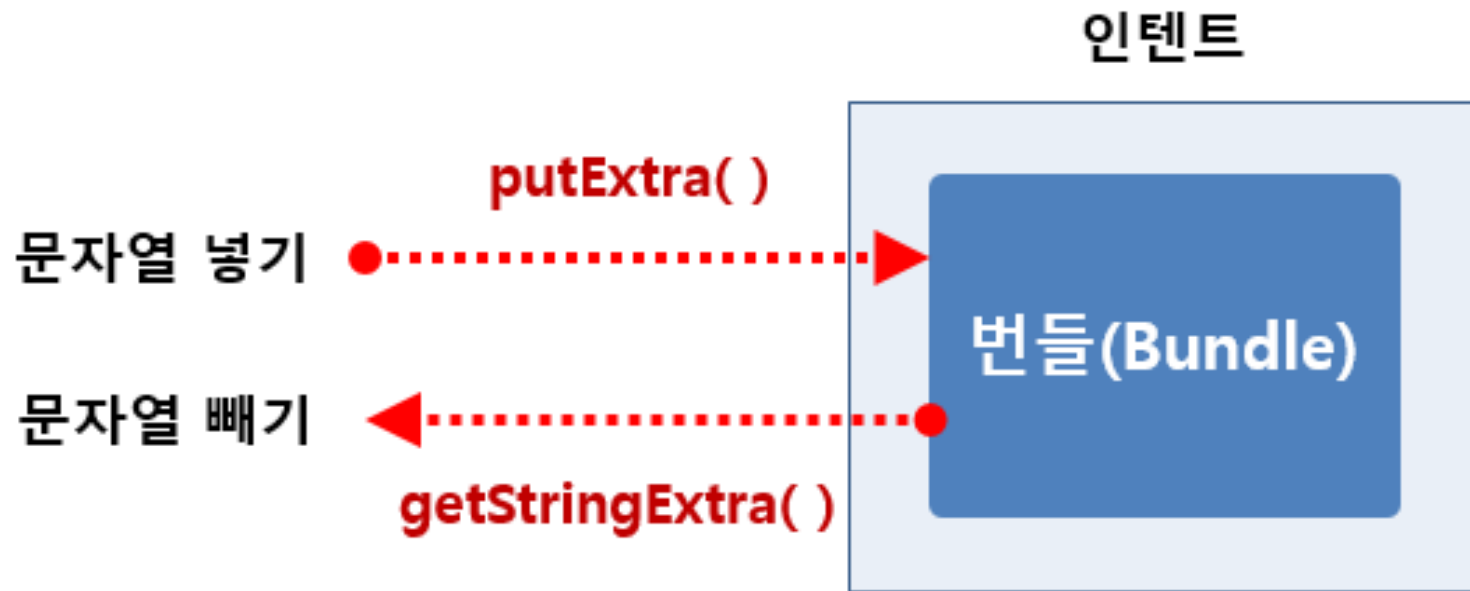 인텐트
putExtra( )
문자열 넣기
번들(Bundle)
문자열 빼기
getStringExtra( )